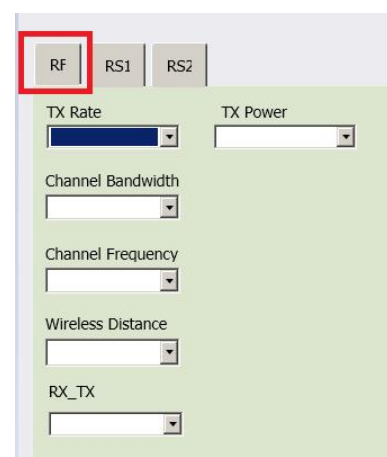 RF RS1 RS2
TX Rate TX Power
Channel Bandwidth
Channel Frequency
Wireless Distance
RX_TX